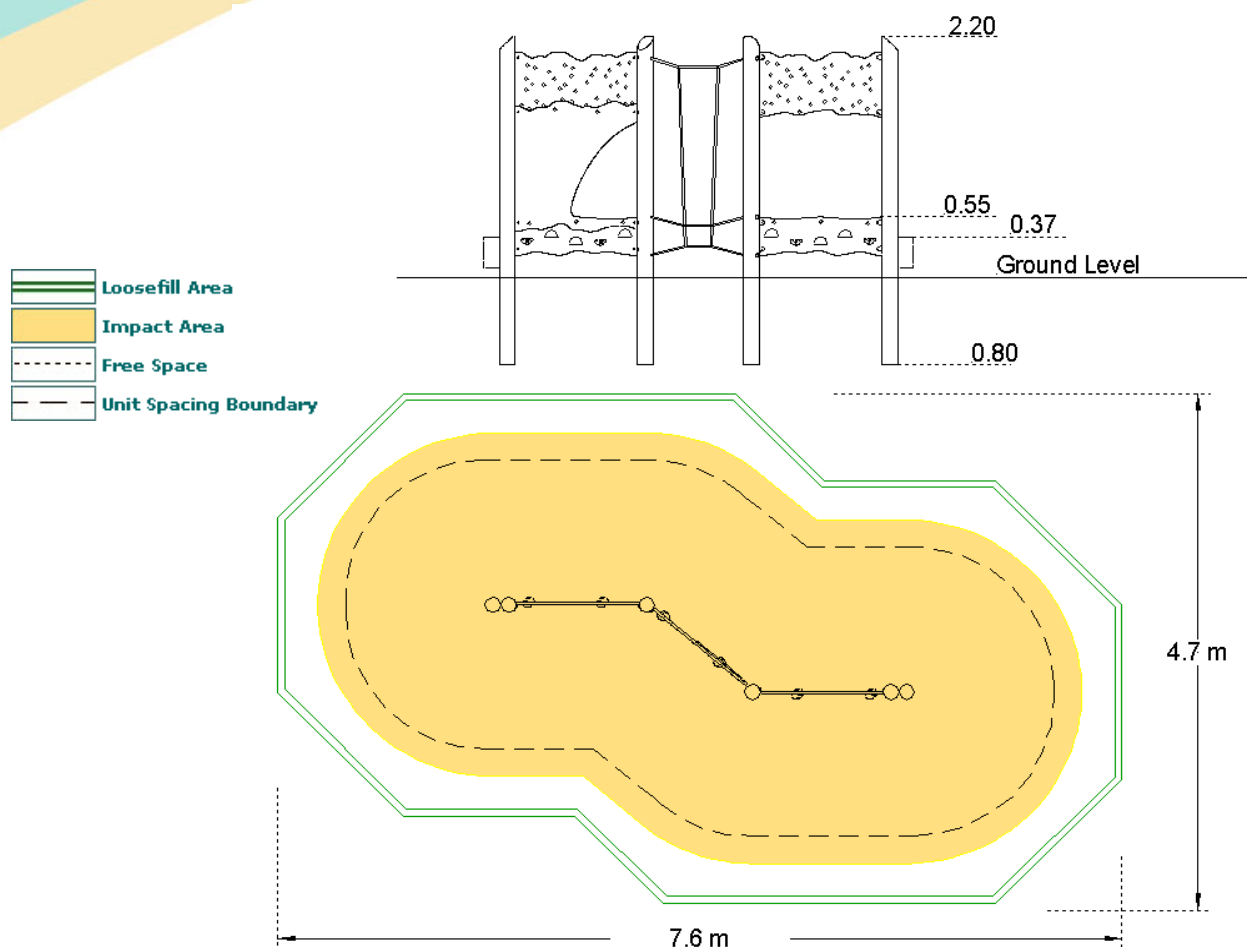 2.20
0.55
0.37
Ground Level
0.80
Loosefill Area
Impact Area
Free Space
Unit Spacing Boundary
4.7 m
7.6 m